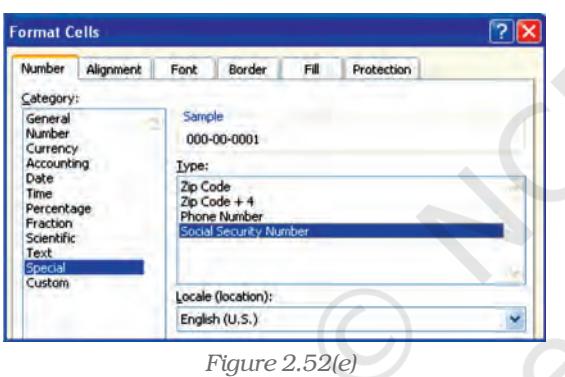 Format Cells
Number Alignment Font Border Fill Protection
Category:
General
Number
Currency
Accounting
Date
Time
Percentage
Fraction
Scientific
Text
Special
Custom
Sample
000-00-0001
Type:
Zip Code
Zip Code + 4
Phone Number
Social Security Number
Locale (location):
English (U.S.)
Figure 2.52(e)